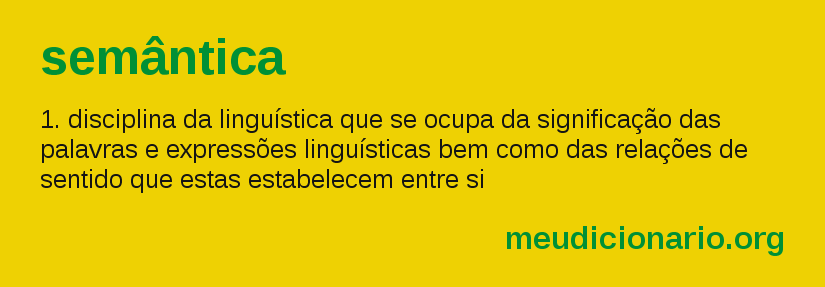 semântica
1. disciplina da linguística que se ocupa da significação das
palavras e expressões linguísticas bem como das relações de
sentido que estas estabelecem entre si
meudicionario.org